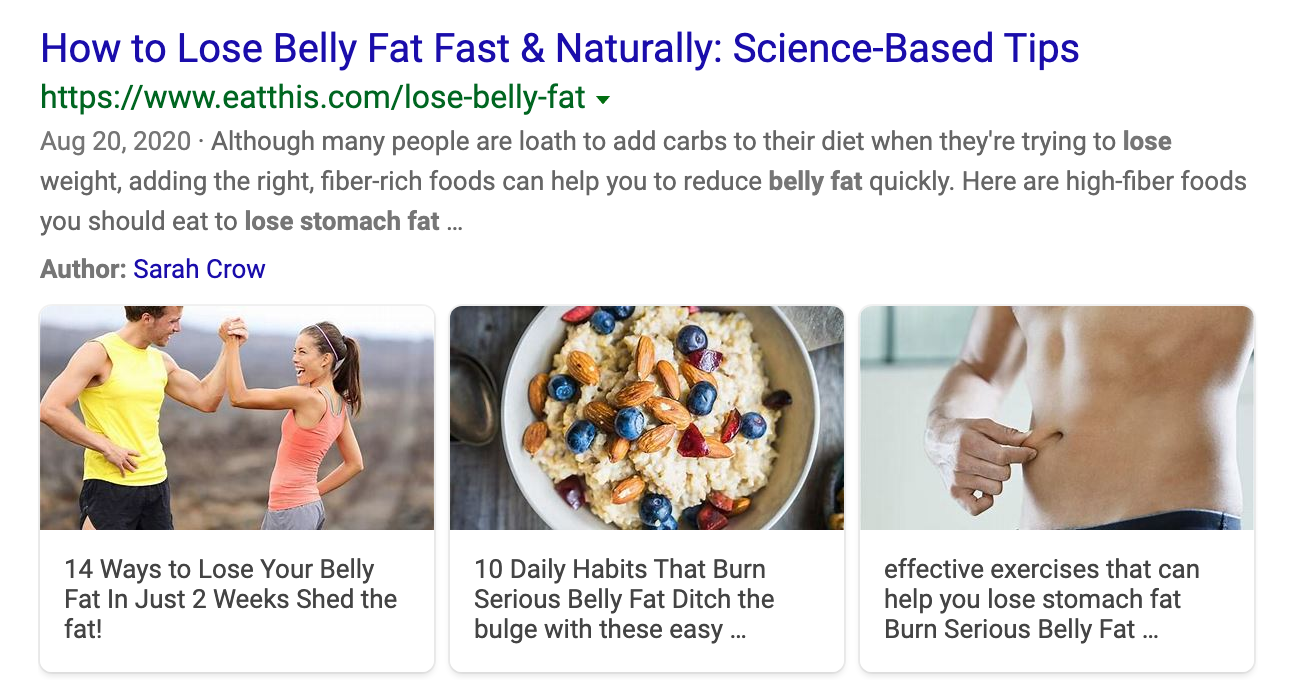 How to Lose Belly Fat Fast & Naturally: Science-Based Tips
https://www.eatthis.com/lose-belly-fat
Aug 20, 2020 · Although many people are loath to add carbs to their diet when they're trying to lose
weight, adding the right, fiber-rich foods can help you to reduce belly fat quickly. Here are high-fiber foods
you should eat to lose stomach fat ...
Author: Sarah Crow
14 Ways to Lose Your Belly
Fat In Just 2 Weeks Shed the
fat!
10 Daily Habits That Burn
Serious Belly Fat Ditch the
bulge with these easy ...
effective exercises that can
help you lose stomach fat
Burn Serious Belly Fat ...